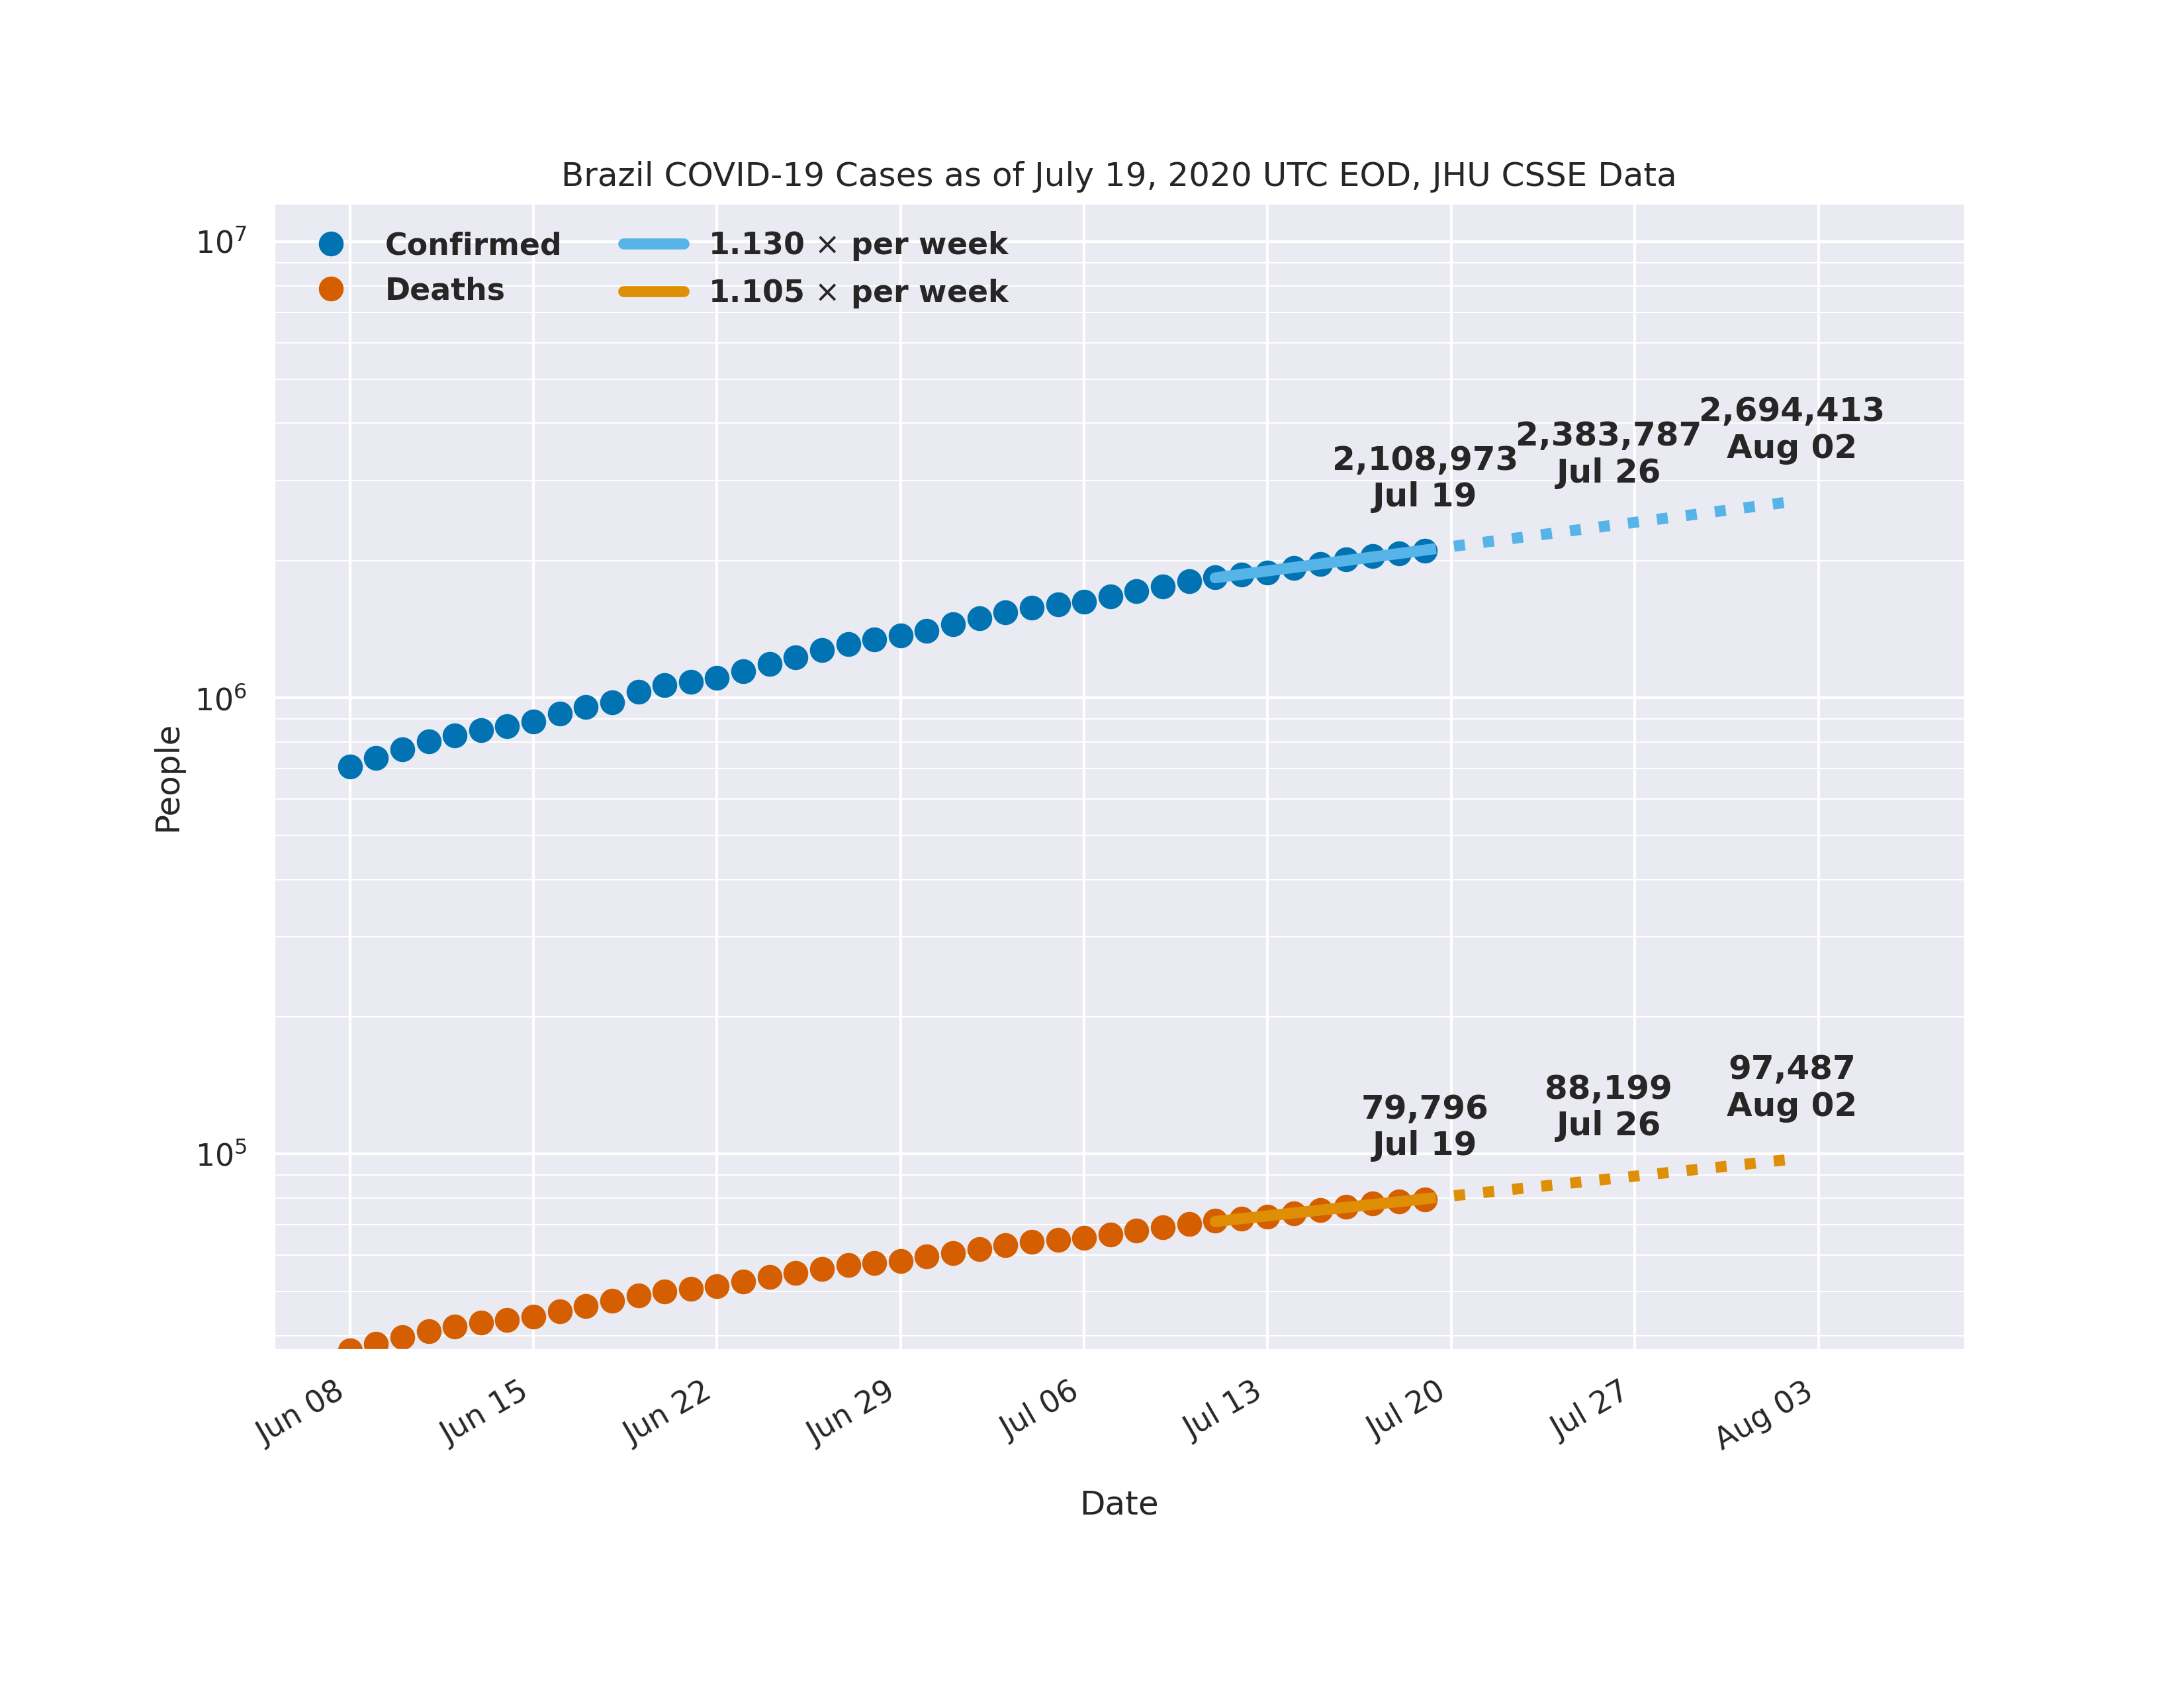 Brazil COVID-19 Cases as of July 19, 2020 UTC EOD, JHU CSSE Data
Confirmed
Deaths
1.130 × per week
1.105 × per week
10⁷
10⁶
10⁵
People
2,108,973
Jul 19
2,383,787
Jul 26
2,694,413
Aug 02
79,796
Jul 19
88,199
Jul 26
97,487
Aug 02
Jun 08
Jun 15
Jun 22
Jun 29
Jul 06
Jul 13
Jul 20
Jul 27
Aug 03
Date